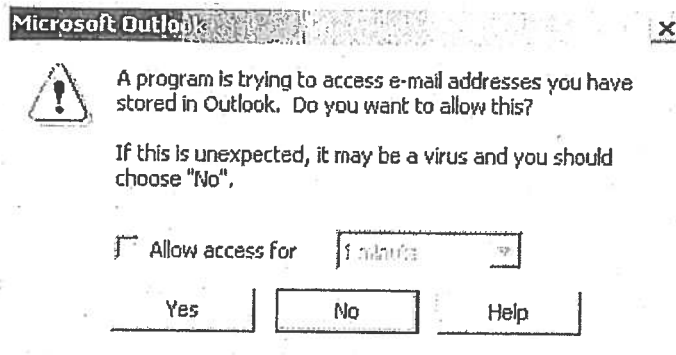 Microsoft Outlook
A program is trying to access e-mail addresses you have
stored in Outlook. Do you want to allow this?
If this is unexpected, it may be a virus and you should
choose "No".
Allow access for 1 minute
Yes No Help